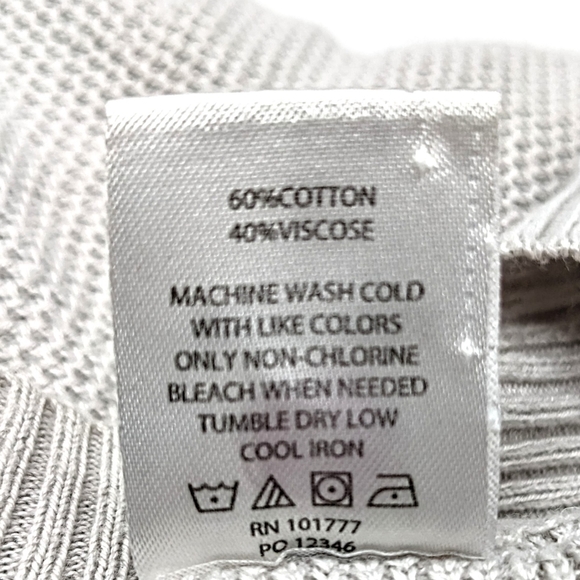 60%COTTON
40%VISCOSE
MACHINE WASH COLD
WITH LIKE COLORS
ONLY NON-CHLORINE
BLEACH WHEN NEEDED
TUMBLE DRY LOW
COOL IRON
RN 101777
PO 12346